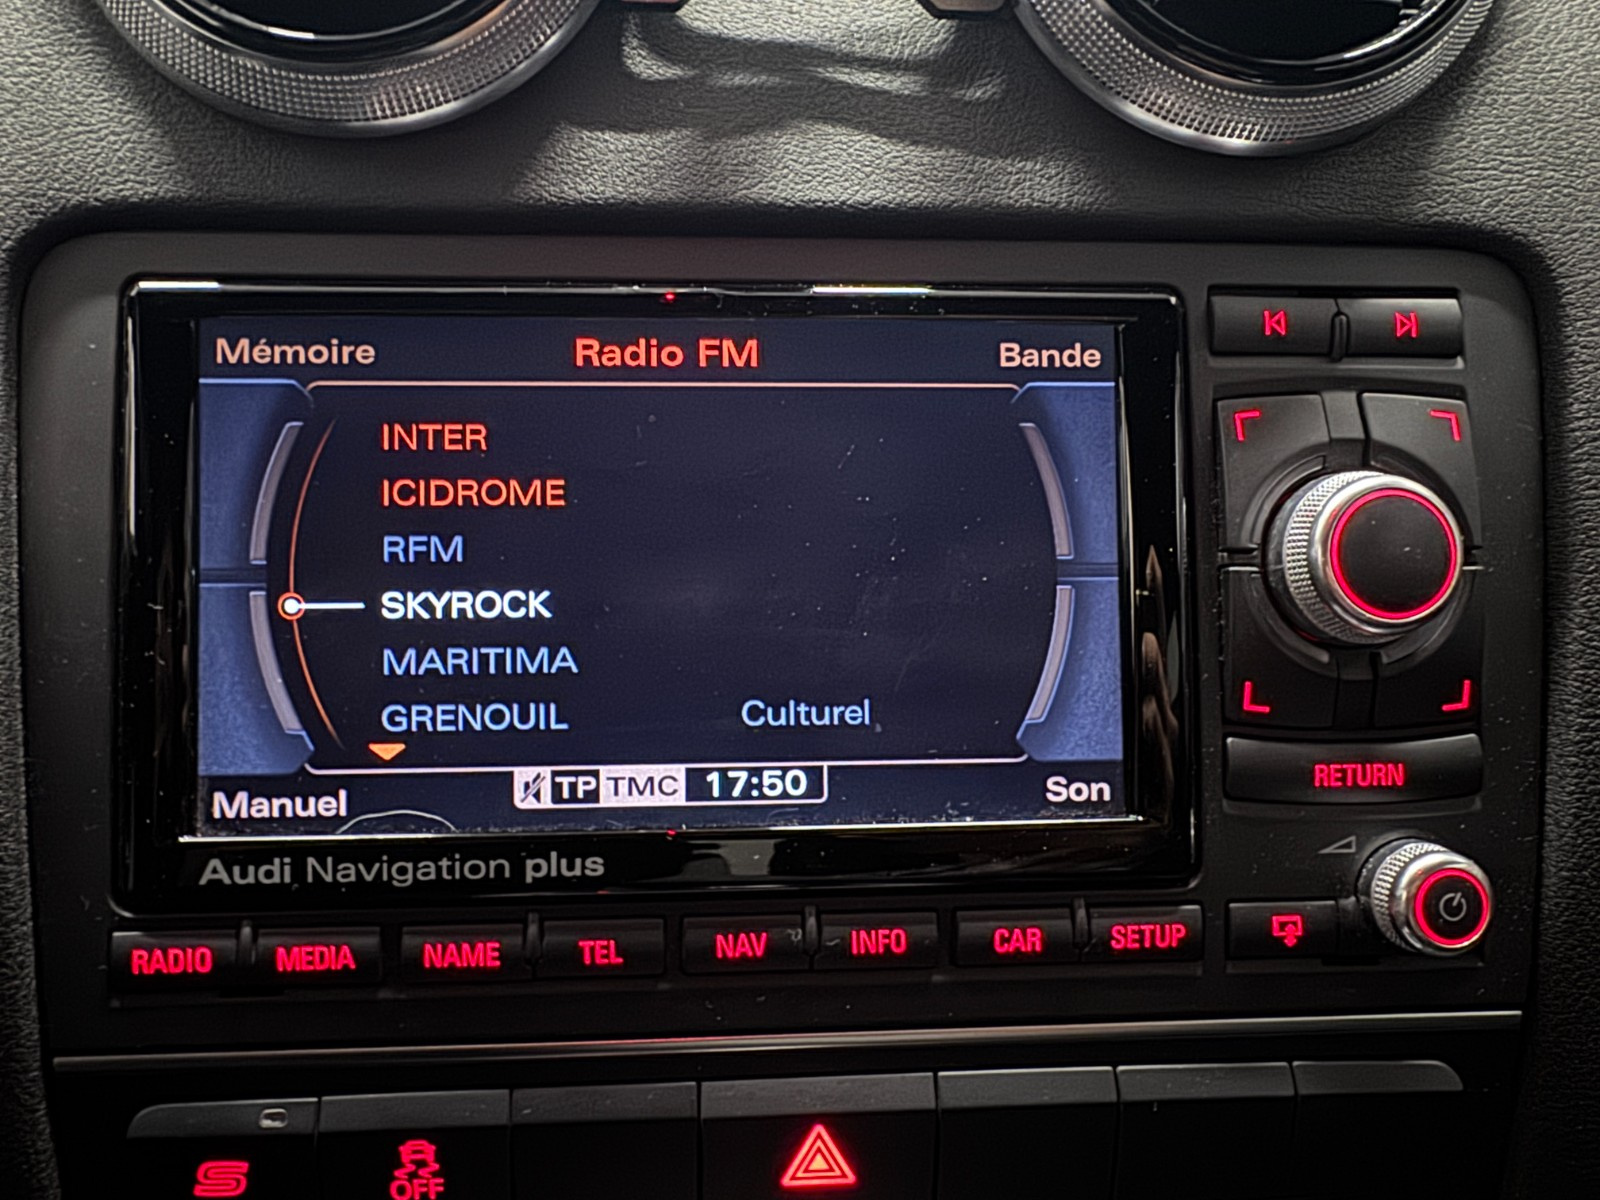 Mémoire Radio FM Bande
INTER
ICIDROME
RFM
SKYROCK
MARITIMA
GRENOUIL Culturel
Manuel TP TMC 17:50 Son
Audi Navigation plus
RETURN
RADIO MEDIA NAME TEL NAV INFO CAR SETUP
S
OFF